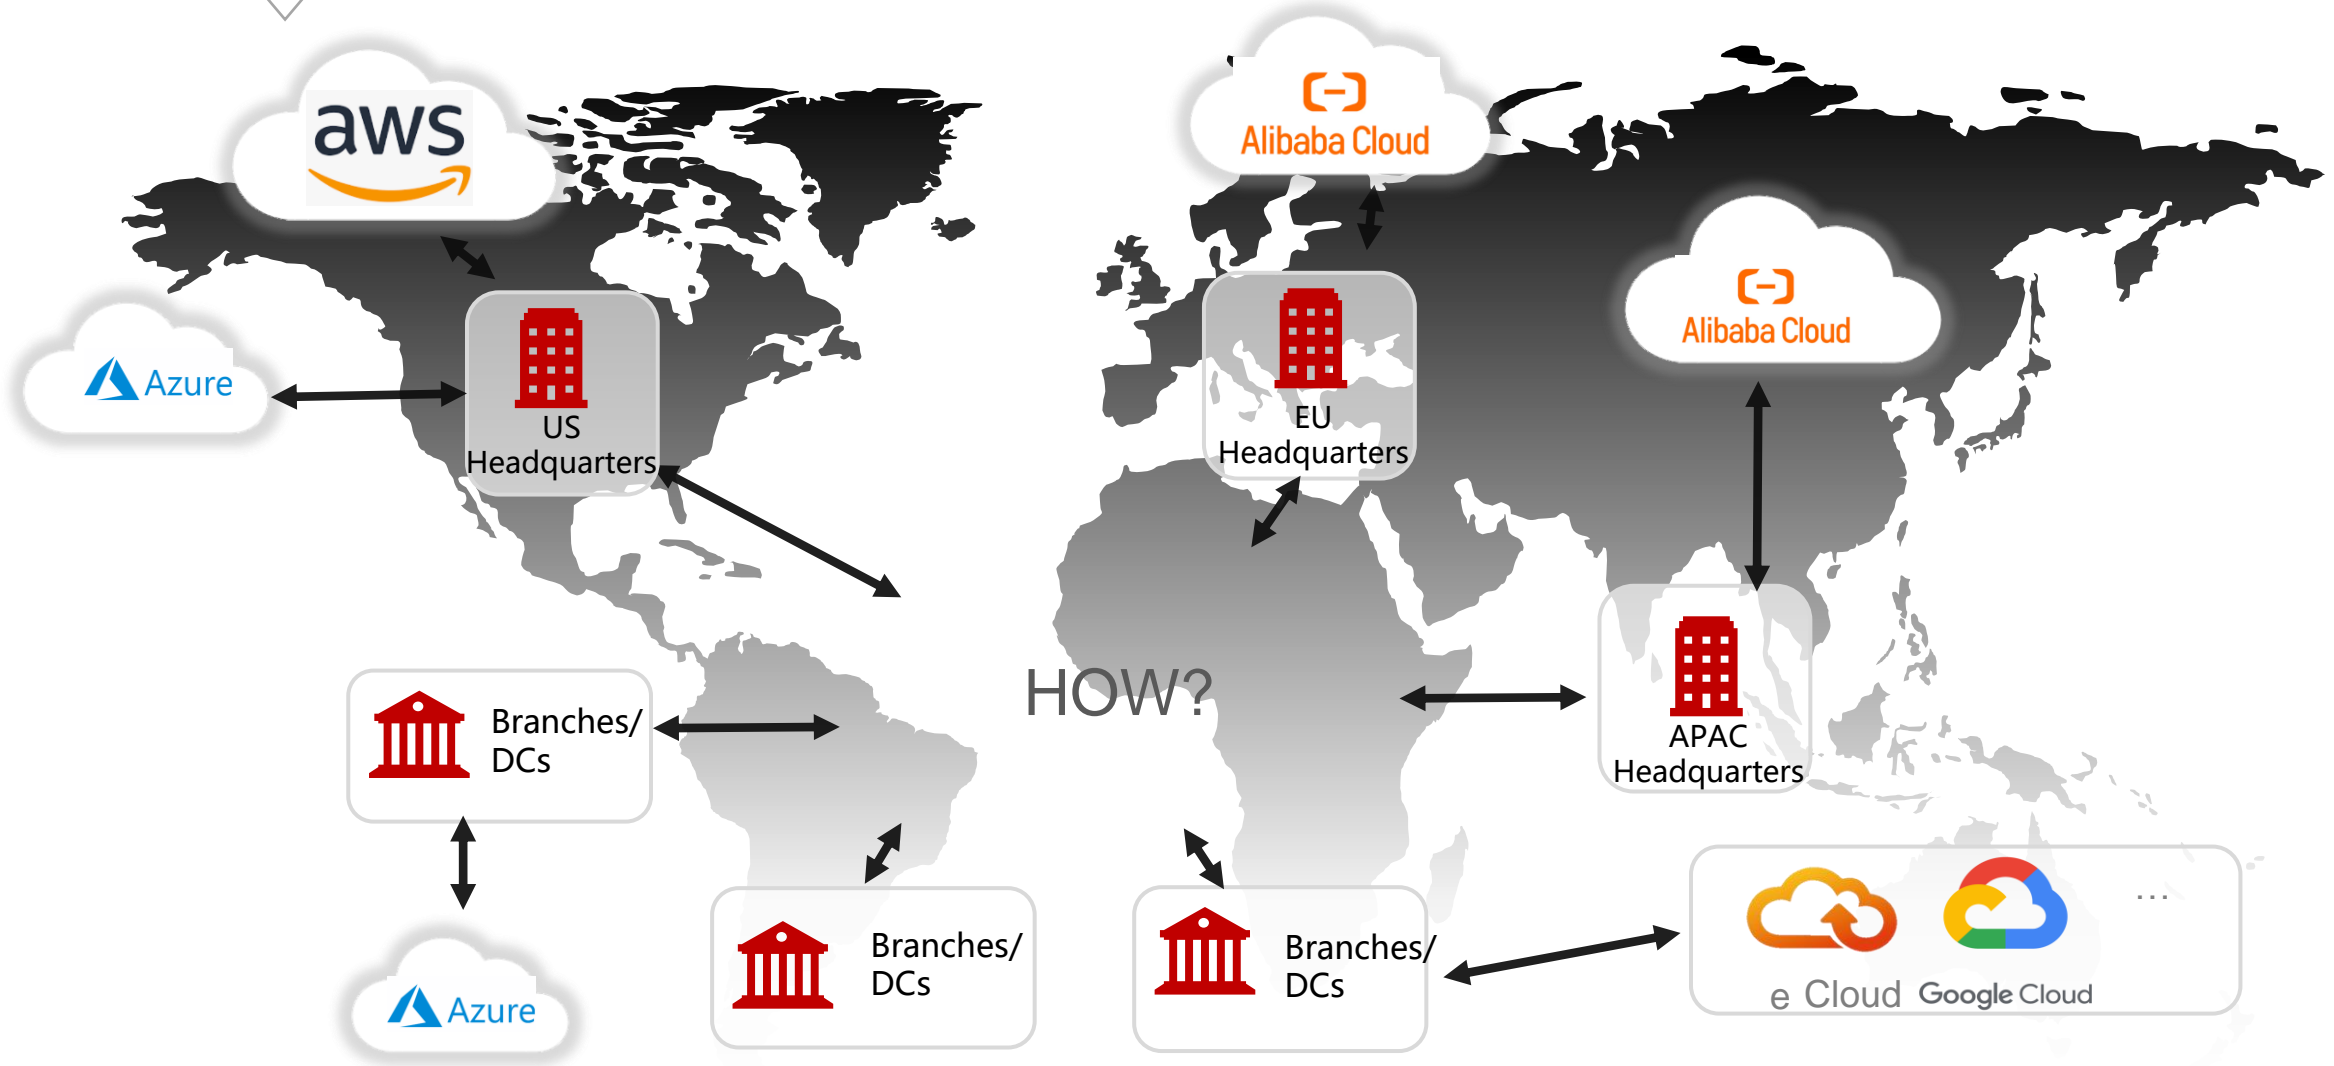 aws
Alibaba Cloud
Alibaba Cloud
Azure
US
Headquarters
EU
Headquarters
HOW?
Branches/
DCs
APAC
Headquarters
Branches/
DCs
Branches/
DCs
...
e Cloud
Google Cloud
Azure